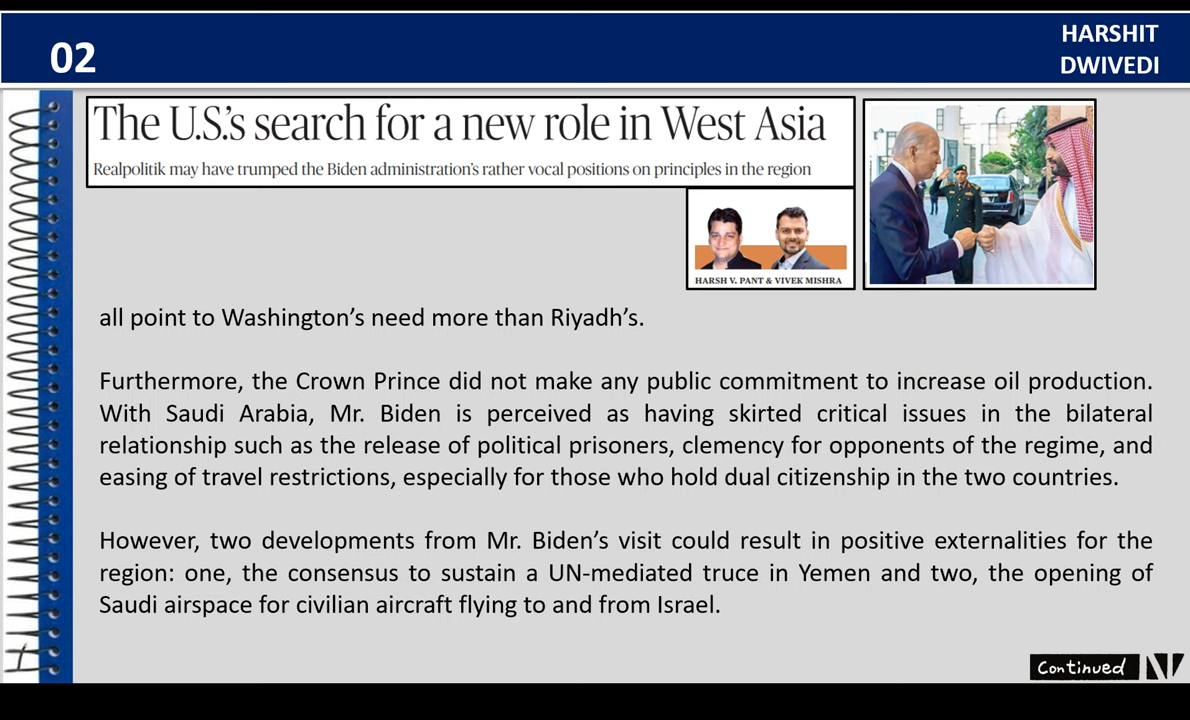 02
HARSHIT
DWIVEDI
The U.S.'s search for a new role in West Asia
Realpolitik may have trumped the Biden administration's rather vocal positions on principles in the region
HARSH V. PANT & VIVEK MISHRA
all point to Washington’s need more than Riyadh’s.
Furthermore, the Crown Prince did not make any public commitment to increase oil production.
With Saudi Arabia, Mr. Biden is perceived as having skirted critical issues in the bilateral
relationship such as the release of political prisoners, clemency for opponents of the regime, and
easing of travel restrictions, especially for those who hold dual citizenship in the two countries.
However, two developments from Mr. Biden’s visit could result in positive externalities for the
region: one, the consensus to sustain a UN-mediated truce in Yemen and two, the opening of
Saudi airspace for civilian aircraft flying to and from Israel.
Continued